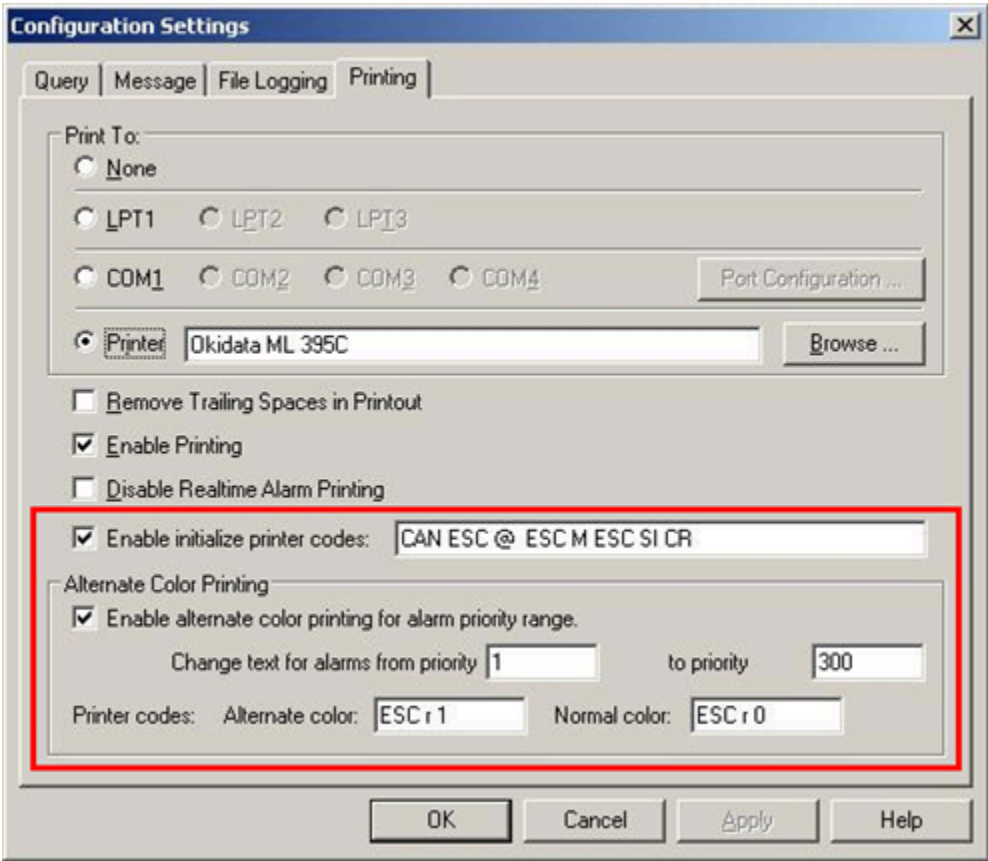 Configuration Settings
Query Message File Logging Printing
Print To:
None
LPT1 LPT2 LPT3
COM1 COM2 COM3 COM4 Port Configuration ...
Printer Okidata ML 395C Browse ...
Remove Trailing Spaces in Printout
Enable Printing
Disable Realtime Alarm Printing
Enable initialize printer codes: CAN ESC @ ESC M ESC SI CR
Alternate Color Printing
Enable alternate color printing for alarm priority range.
Change text for alarms from priority 1 to priority 300
Printer codes: Alternate color: ESC r 1 Normal color: ESC r 0
OK Cancel Apply Help